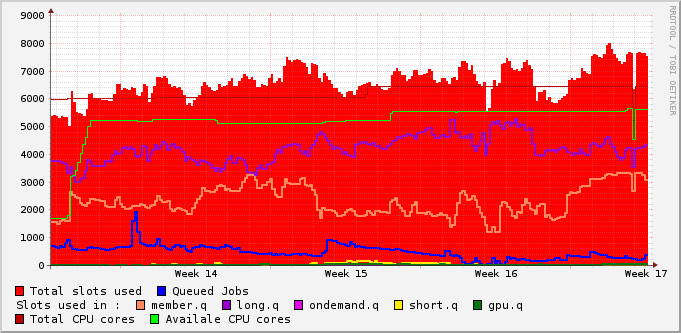 9000
8000
7000
6000
5000
4000
3000
2000
1000
0
Week 14 Week 15 Week 16 Week 17
RRDTOOL / TOBI OETIKER
Total slots used Queued Jobs
Slots used in : member.q long.q ondemand.q short.q gpu.q
Total CPU cores Availale CPU cores